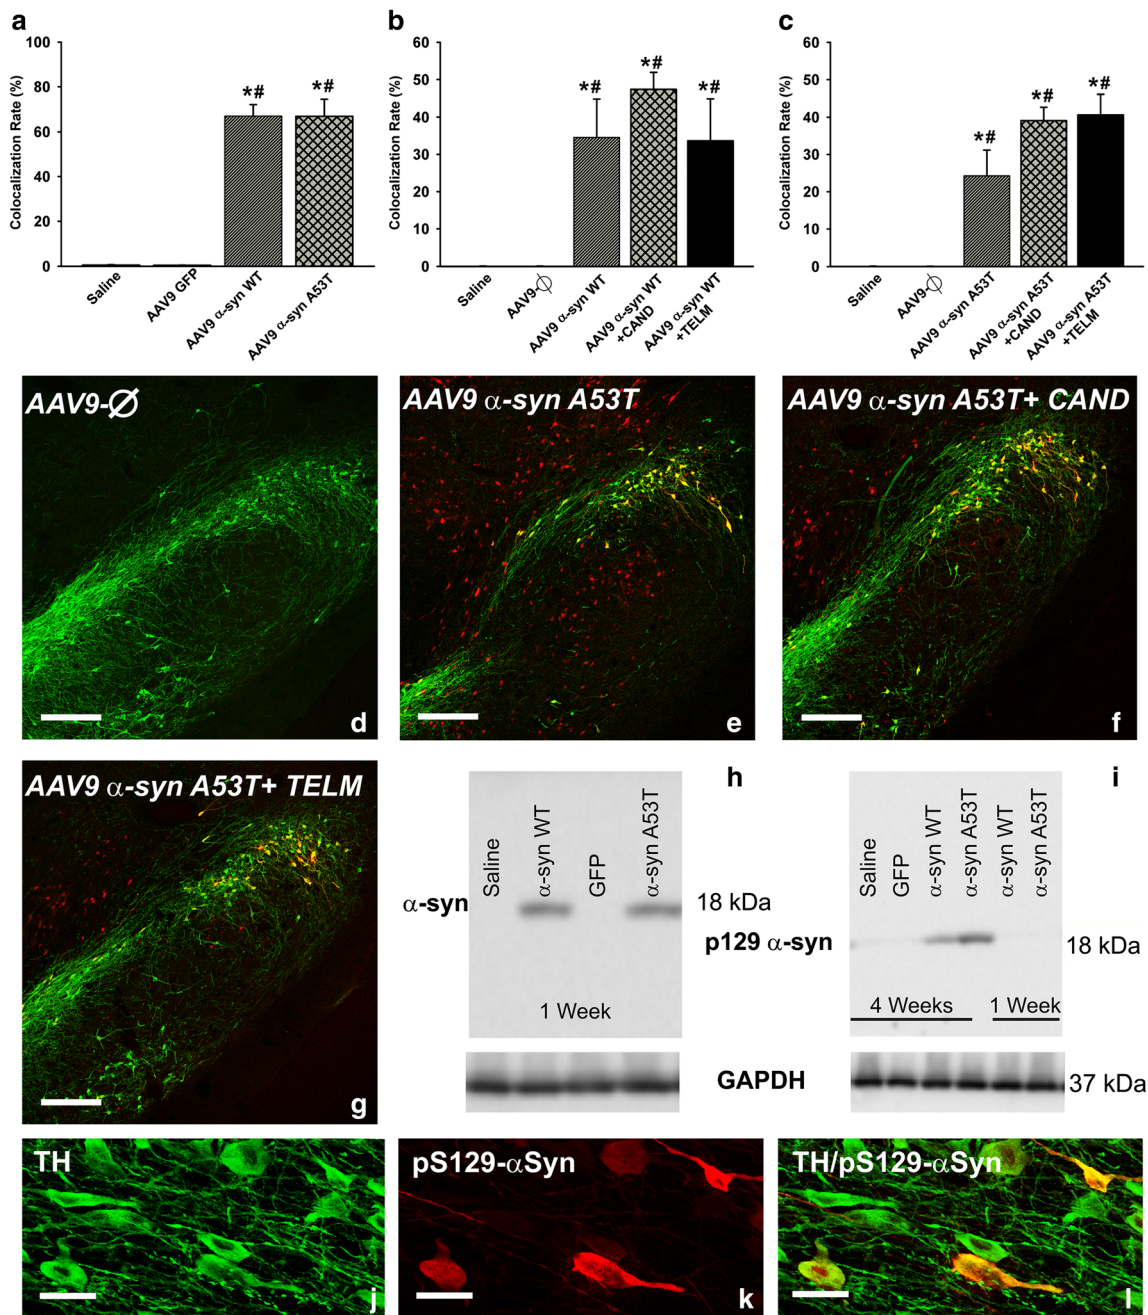 a
b
c
Colocalization Rate (%)
100
80
60
40
20
0
*#
*#
Saline
AAV9 GFP
AAV9 α-syn WT
AAV9 α-syn A53T
Colocalization Rate (%)
60
50
40
30
20
10
0
*#
*#
*#
Saline
AAV9-∅
AAV9 α-syn WT
AAV9 α-syn WT
+CAND
AAV9 α-syn WT
+TELM
Colocalization Rate (%)
60
50
40
30
20
10
0
*#
*#
*#
Saline
AAV9-∅
AAV9 α-syn A53T
AAV9 α-syn A53T
+CAND
AAV9 α-syn A53T
+TELM
AAV9-∅
d
AAV9 α-syn A53T
e
AAV9 α-syn A53T+ CAND
f
AAV9 α-syn A53T+ TELM
g
h
Saline
α-syn WT
GFP
α-syn A53T
α-syn
18 kDa
1 Week
i
Saline
GFP
α-syn WT
α-syn A53T
α-syn WT
α-syn A53T
p129 α-syn
18 kDa
4 Weeks
1 Week
GAPDH
37 kDa
TH
j
pS129-αSyn
k
TH/pS129-αSyn
l